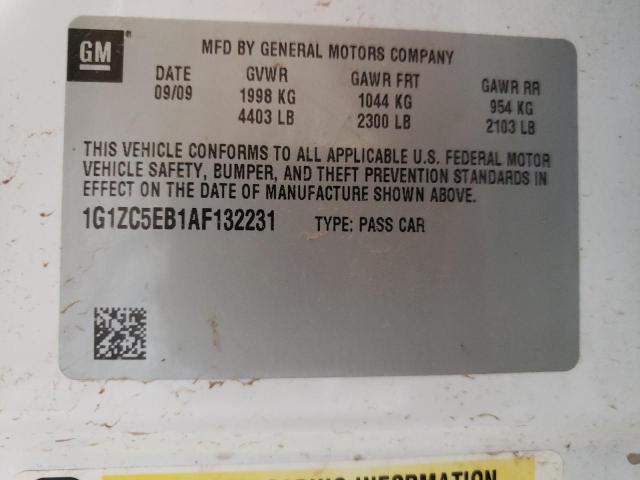 GM
MFD BY GENERAL MOTORS COMPANY
DATE GVWR GAWR FRT GAWR RR
09/09 1998 KG 1044 KG 954 KG
4403 LB 2300 LB 2103 LB
THIS VEHICLE CONFORMS TO ALL APPLICABLE U.S. FEDERAL MOTOR
VEHICLE SAFETY, BUMPER, AND THEFT PREVENTION STANDARDS IN
EFFECT ON THE DATE OF MANUFACTURE SHOWN ABOVE.
1G1ZC5EB1AF132231 TYPE: PASS CAR
INFORMATION